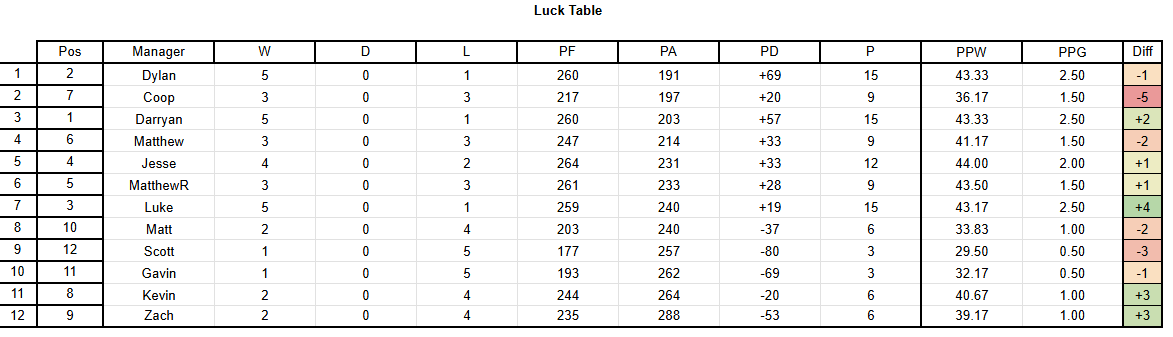 Luck Table
Pos Manager W D L PF PA PD P PPW PPG Diff
1 2 Dylan 5 0 1 260 191 +69 15 43.33 2.50 -1
2 7 Coop 3 0 3 217 197 +20 9 36.17 1.50 -5
3 1 Darryan 5 0 1 260 203 +57 15 43.33 2.50 +2
4 6 Matthew 3 0 3 247 214 +33 9 41.17 1.50 -2
5 4 Jesse 4 0 2 264 231 +33 12 44.00 2.00 +1
6 5 MatthewR 3 0 3 261 233 +28 9 43.50 1.50 +1
7 3 Luke 5 0 1 259 240 +19 15 43.17 2.50 +4
8 10 Matt 2 0 4 203 240 -37 6 33.83 1.00 -2
9 12 Scott 1 0 5 177 257 -80 3 29.50 0.50 -3
10 11 Gavin 1 0 5 193 262 -69 3 32.17 0.50 -1
11 8 Kevin 2 0 4 244 264 -20 6 40.67 1.00 +3
12 9 Zach 2 0 4 235 288 -53 6 39.17 1.00 +3